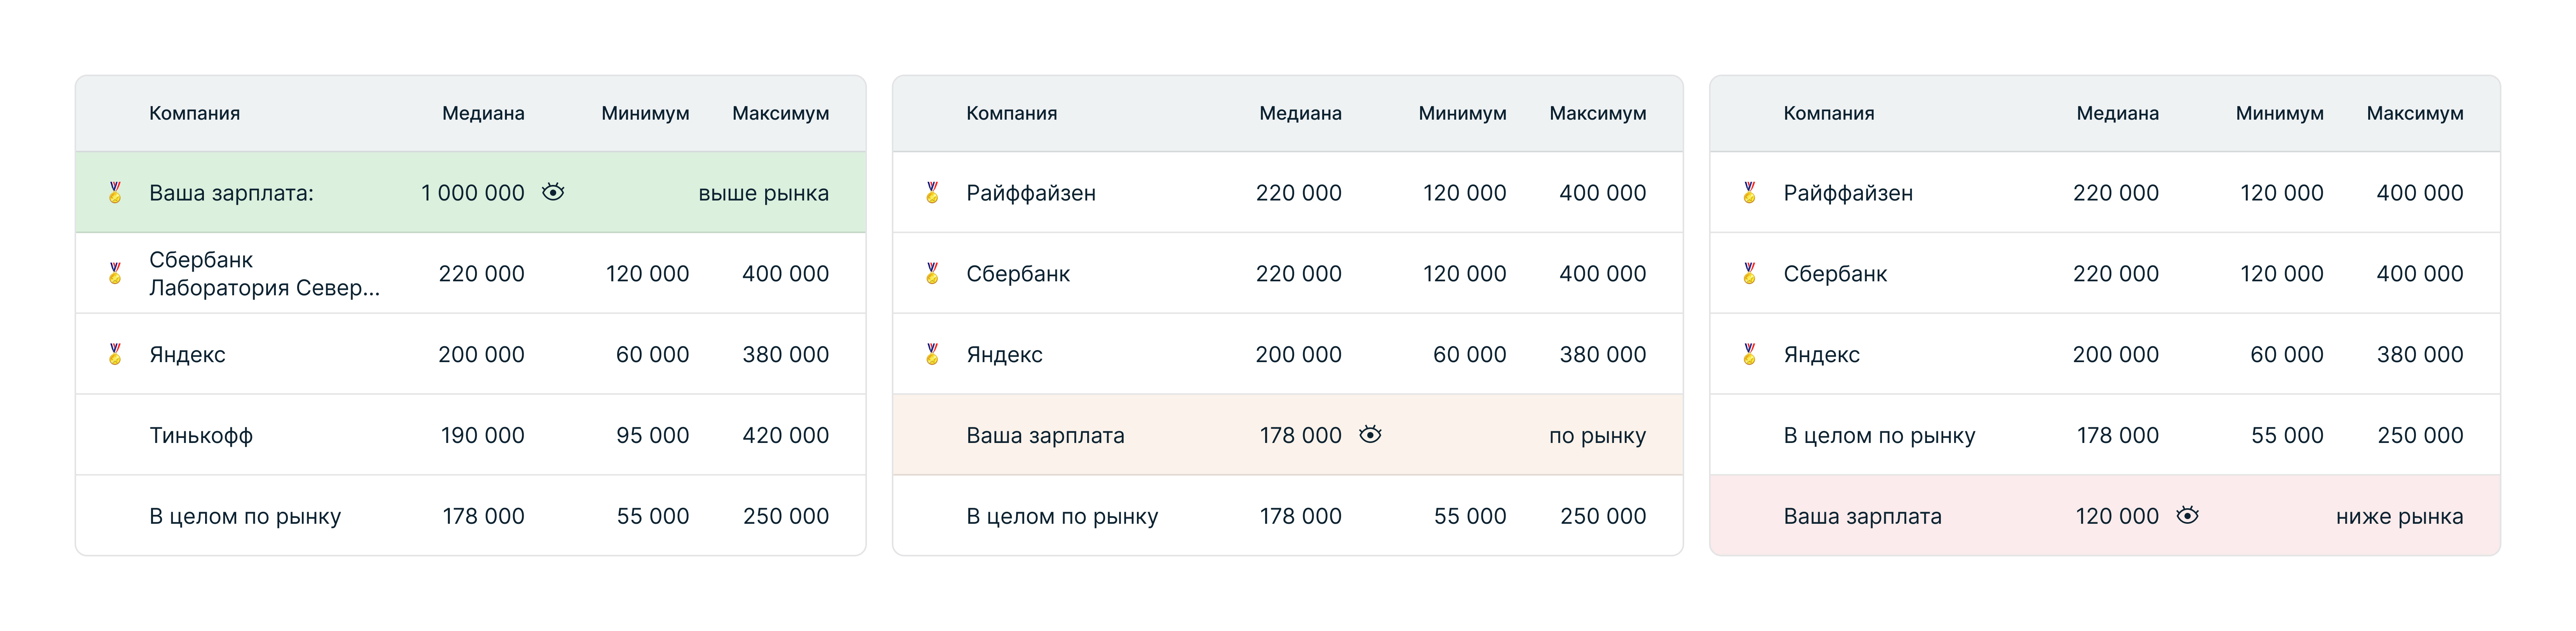 Компания Медиана Минимум Максимум
Ваша зарплата: 1 000 000 выше рынка
Сбербанк
Лаборатория Север... 220 000 120 000 400 000
Яндекс 200 000 60 000 380 000
Тинькофф 190 000 95 000 420 000
В целом по рынку 178 000 55 000 250 000
Компания Медиана Минимум Максимум
Райффайзен 220 000 120 000 400 000
Сбербанк 220 000 120 000 400 000
Яндекс 200 000 60 000 380 000
Ваша зарплата 178 000 по рынку
В целом по рынку 178 000 55 000 250 000
Компания Медиана Минимум Максимум
Райффайзен 220 000 120 000 400 000
Сбербанк 220 000 120 000 400 000
Яндекс 200 000 60 000 380 000
В целом по рынку 178 000 55 000 250 000
Ваша зарплата 120 000 ниже рынка